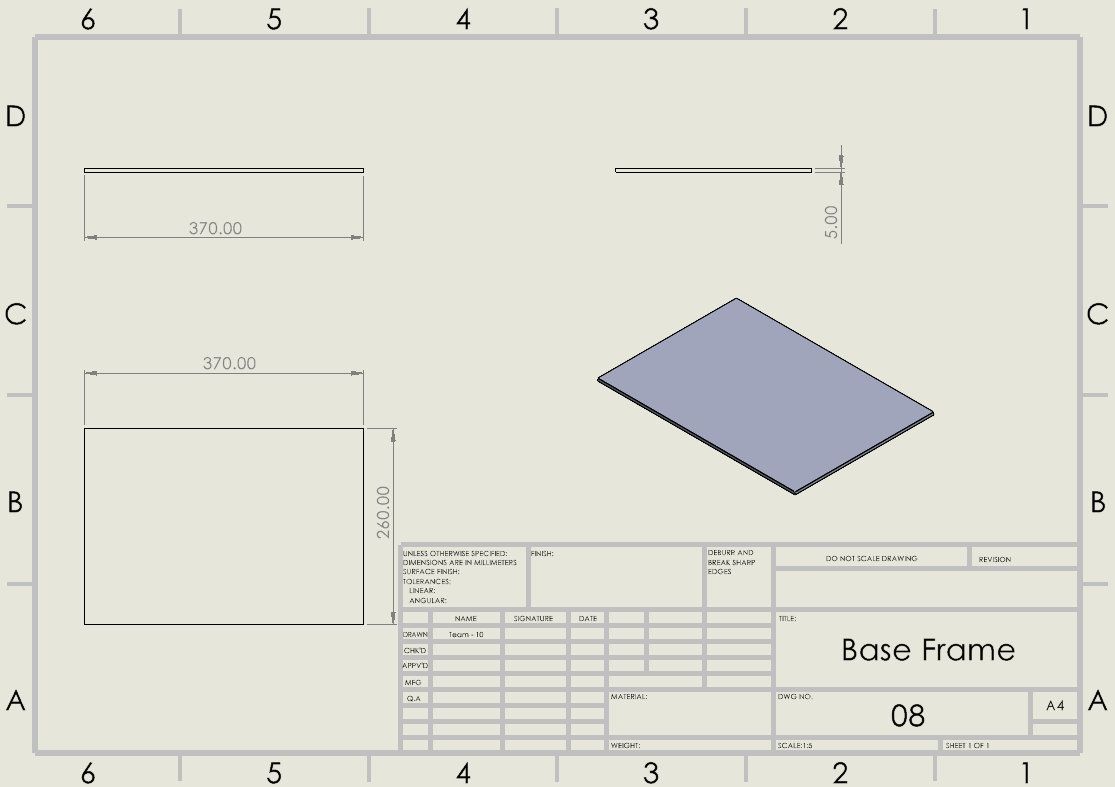 6 5 4 3 2 1
D D
370.00
5.00
C C
370.00
260.00
B B
UNLESS OTHERWISE SPECIFIED:
DIMENSIONS ARE IN MILLIMETERS
SURFACE FINISH:
TOLERANCES:
LINEAR:
ANGULAR:
FINISH:
DEBURR AND
BREAK SHARP
EDGES
DO NOT SCALE DRAWING
REVISION
NAME SIGNATURE DATE
DRAWN Team - 10
CHK'D
APPV'D
MFG
Q.A
MATERIAL:
WEIGHT:
TITLE:
Base Frame
DWG NO.
08
A4
SCALE:1:5
SHEET 1 OF 1
A A
6 5 4 3 2 1